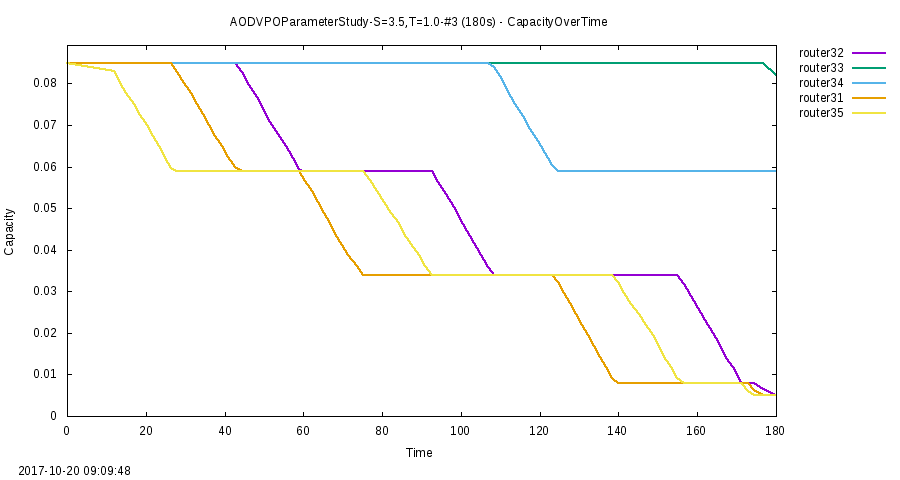 AODVPOParameterStudy-S=3.5,T=1.0-#3 (180s) - CapacityOverTime
router32
router33
router34
router31
router35
0.08
0.07
0.06
0.05
0.04
0.03
0.02
0.01
0
Capacity
0 20 40 60 80 100 120 140 160 180
Time
2017-10-20 09:09:48